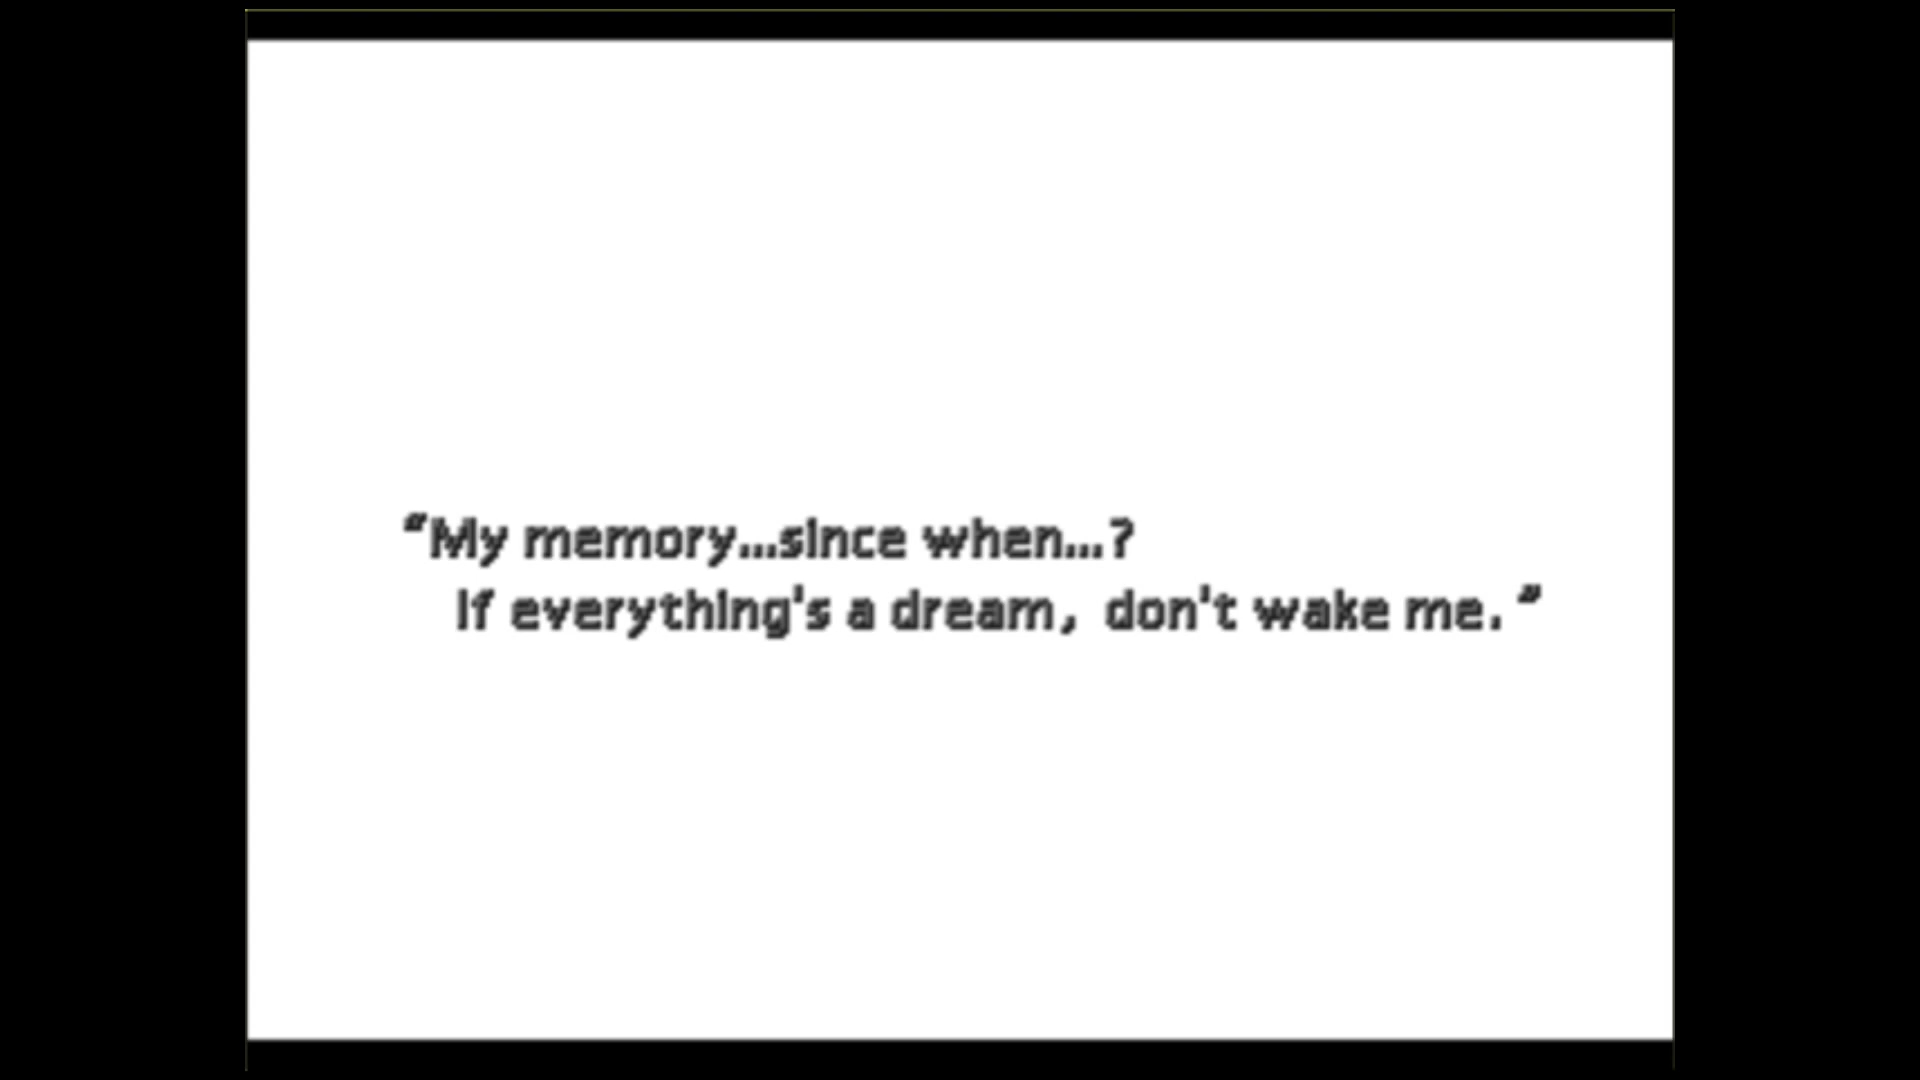 “My memory...since when...?
If everything's a dream, don't wake me.”